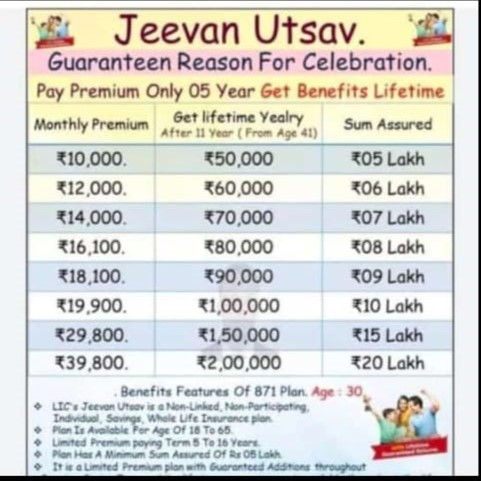 Jeevan Utsav.
Guaranteen Reason For Celebration.
Pay Premium Only 05 Year Get Benefits Lifetime
Monthly Premium Get lifetime Yealry After 11 Year ( From Age 41) Sum Assured
₹10,000. ₹50,000 ₹05 Lakh
₹12,000. ₹60,000 ₹06 Lakh
₹14,000. ₹70,000 ₹07 Lakh
₹16,100. ₹80,000 ₹08 Lakh
₹18,100. ₹90,000 ₹09 Lakh
₹19,900. ₹1,00,000 ₹10 Lakh
₹29,800. ₹1,50,000 ₹15 Lakh
₹39,800. ₹2,00,000 ₹20 Lakh
. Benefits Features Of 871 Plan. Age : 30
❖ LIC's Jeevan Utsav is a Non-Linked, Non-Participating,
Individual, Savings, Whole Life Insurance plan.
❖ Plan Is Available For Age Of 18 To 65.
❖ Limited Premium paying Term 5 To 16 Years.
❖ Plan Has A Minimum Sum Assured Of Rs 05 Lakh.
❖ It is a Limited Premium plan with Guaranteed Additions throughout